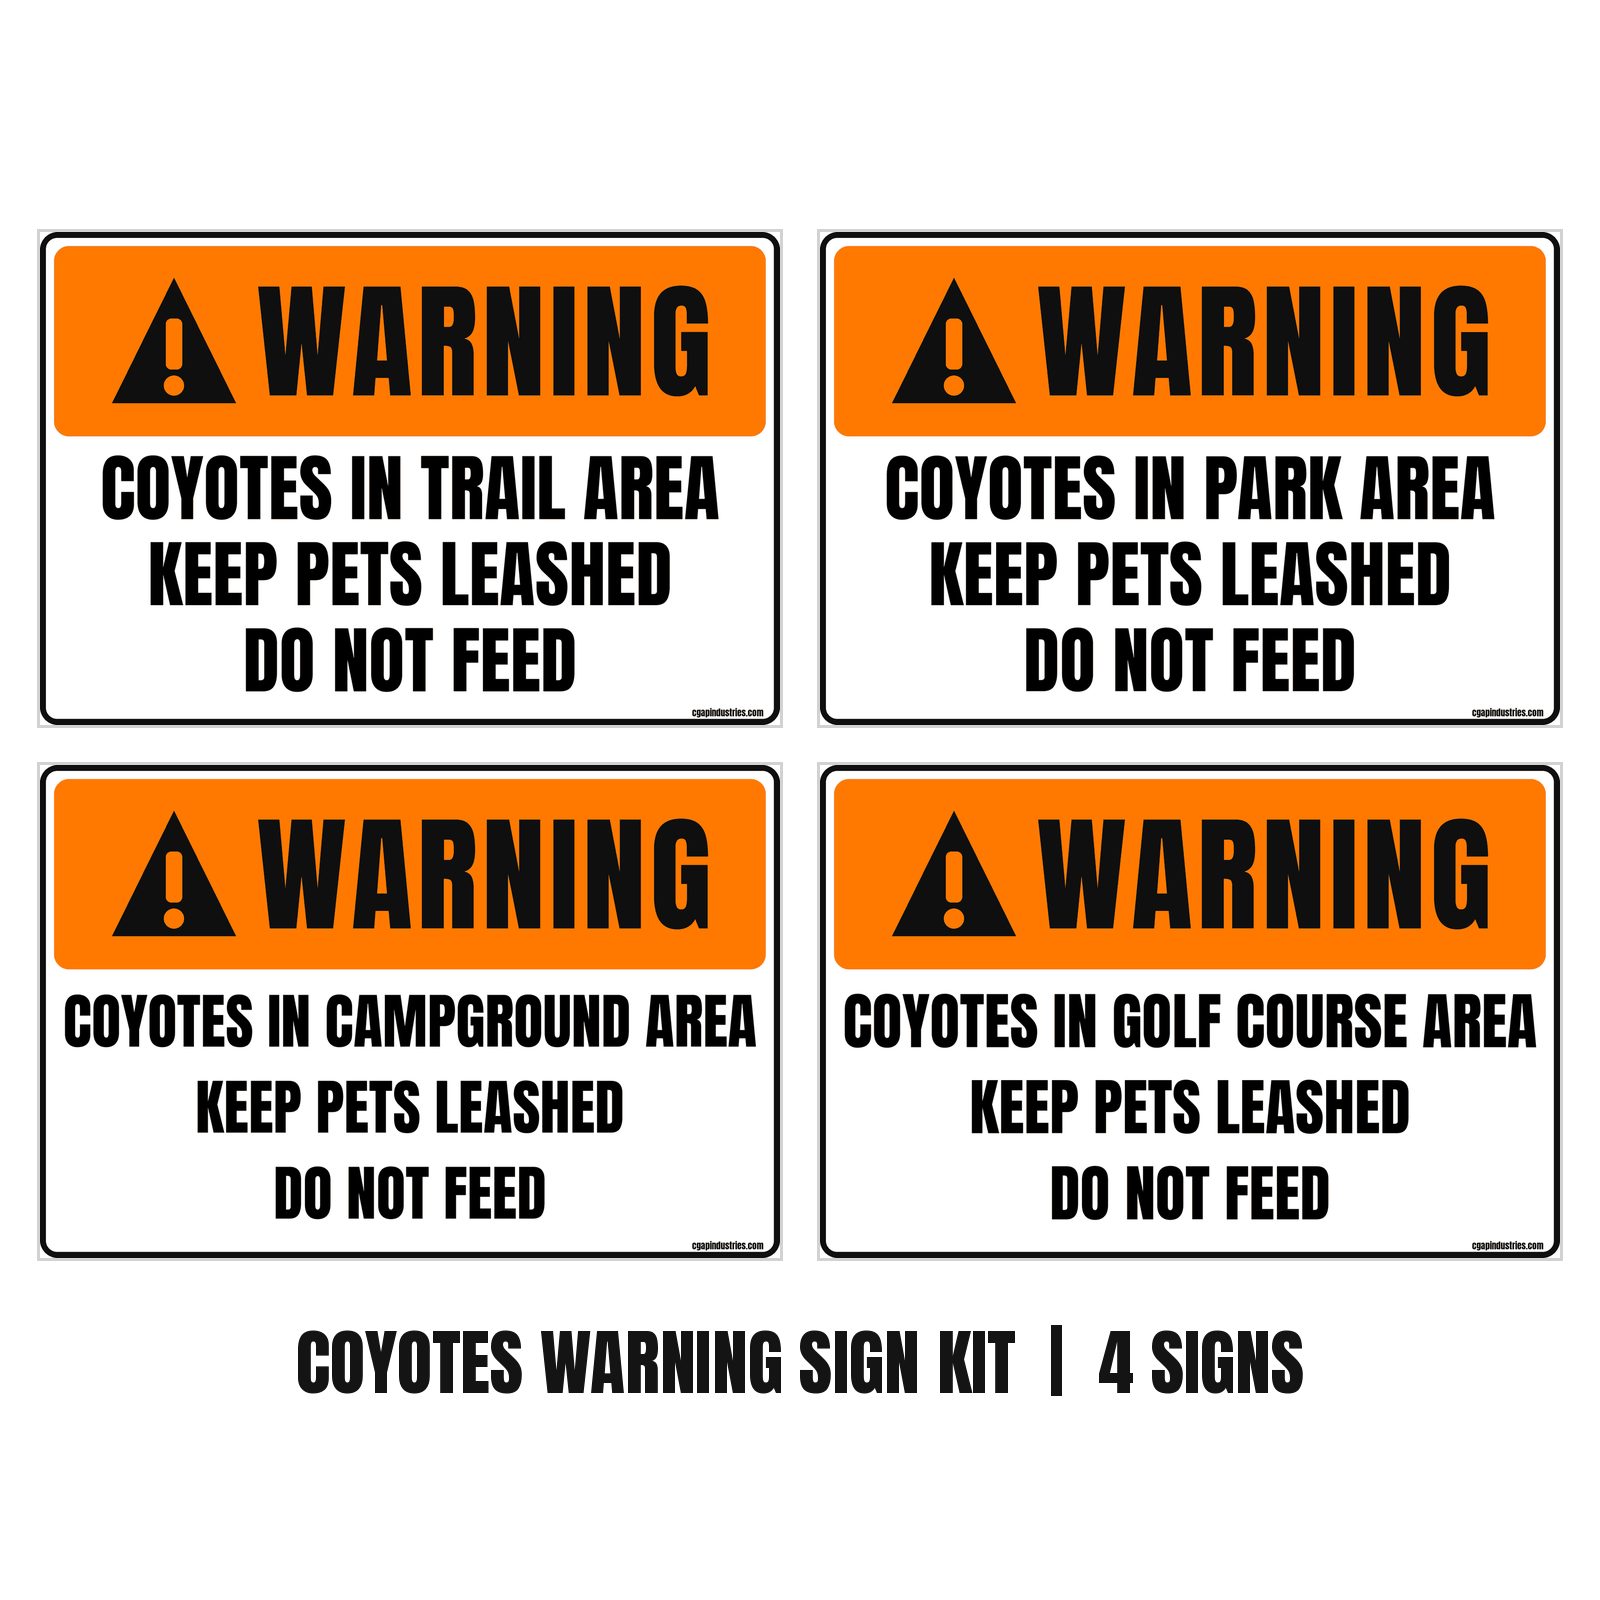 WARNING
COYOTES IN TRAIL AREA
KEEP PETS LEASHED
DO NOT FEED
cgapindustries.com
WARNING
COYOTES IN PARK AREA
KEEP PETS LEASHED
DO NOT FEED
cgapindustries.com
WARNING
COYOTES IN CAMPGROUND AREA
KEEP PETS LEASHED
DO NOT FEED
cgapindustries.com
WARNING
COYOTES IN GOLF COURSE AREA
KEEP PETS LEASHED
DO NOT FEED
cgapindustries.com
COYOTES WARNING SIGN KIT | 4 SIGNS